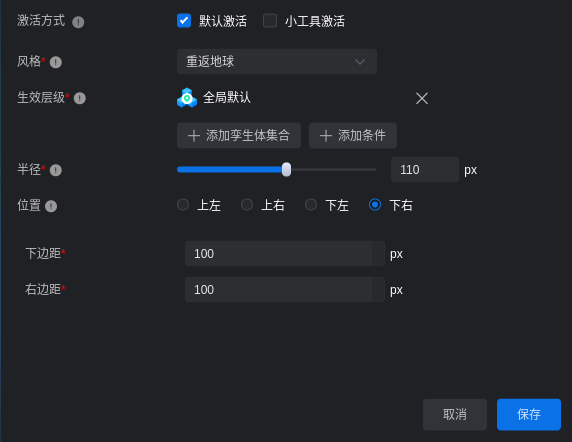 激活方式 默认激活 小工具激活
风格* 重返地球
生效层级* 全局默认
添加孪生体集合 添加条件
半径* 110 px
位置 上左 上右 下左 下右
下边距* 100 px
右边距* 100 px
取消 保存